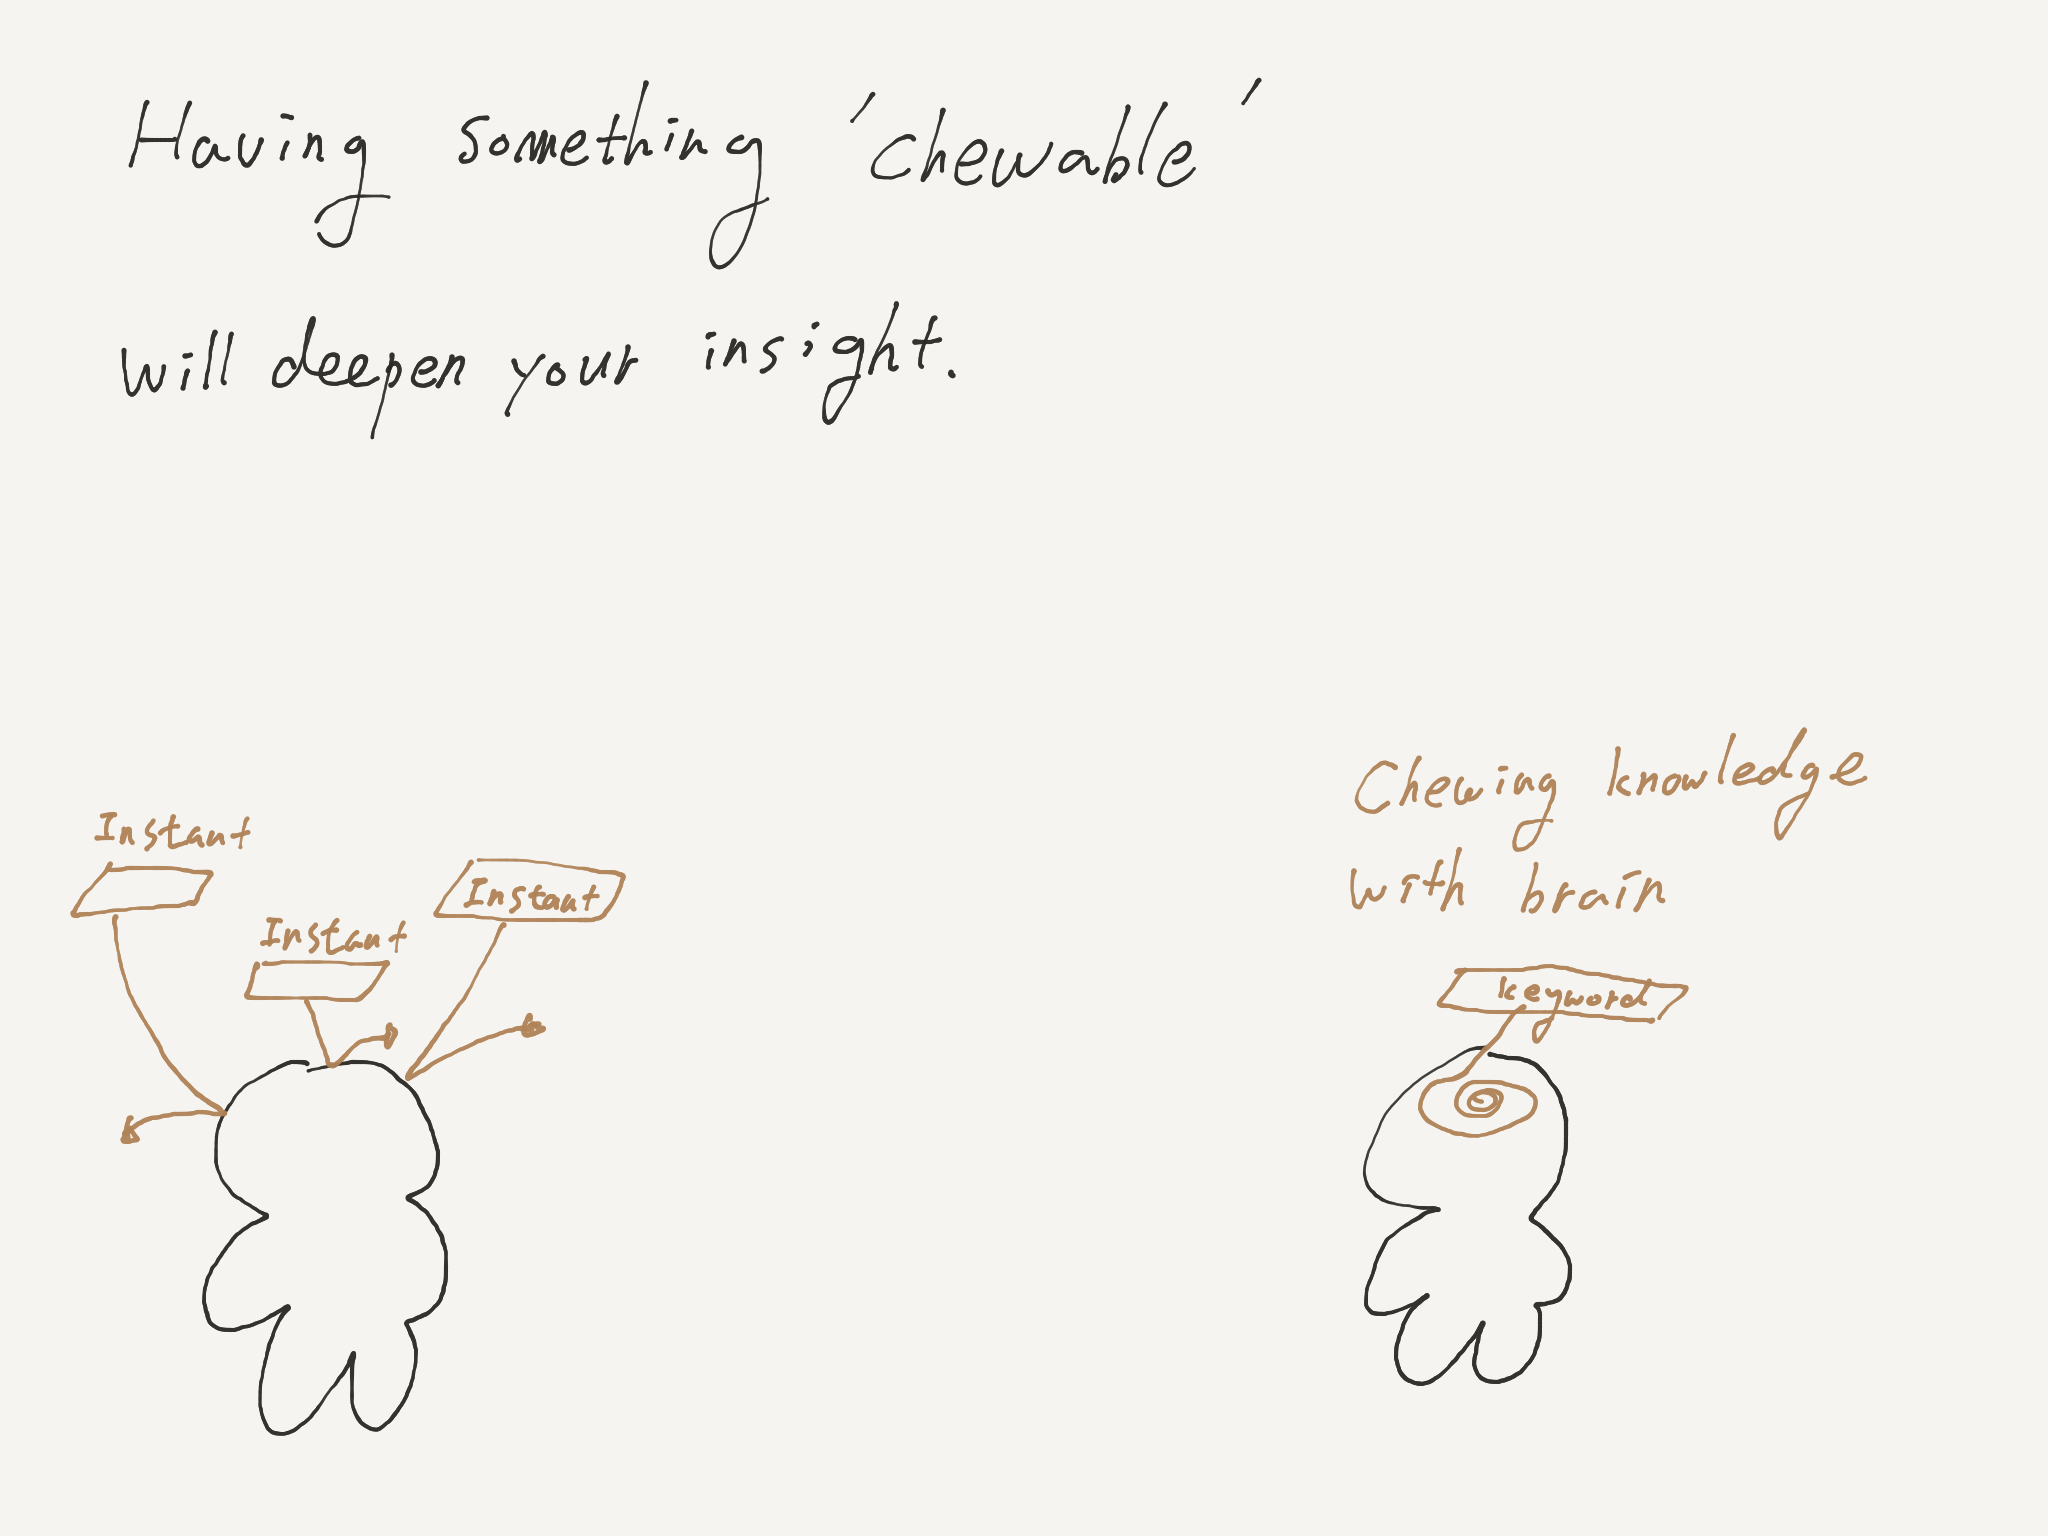 Having something 'chewable'
will deepen your insight.
Instant
Instant
Instant
Chewing knowledge
with brain
keyword